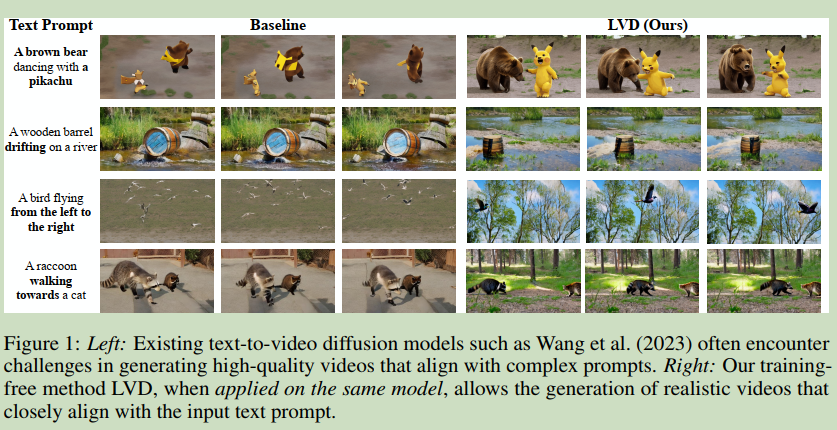 Text Prompt
Baseline
LVD (Ours)
A brown bear
dancing with a
pikachu
A wooden barrel
drifting on a river
A bird flying
from the left to
the right
A raccoon
walking
towards a cat
Figure 1: Left: Existing text-to-video diffusion models such as Wang et al. (2023) often encounter
challenges in generating high-quality videos that align with complex prompts. Right: Our training-
free method LVD, when applied on the same model, allows the generation of realistic videos that
closely align with the input text prompt.